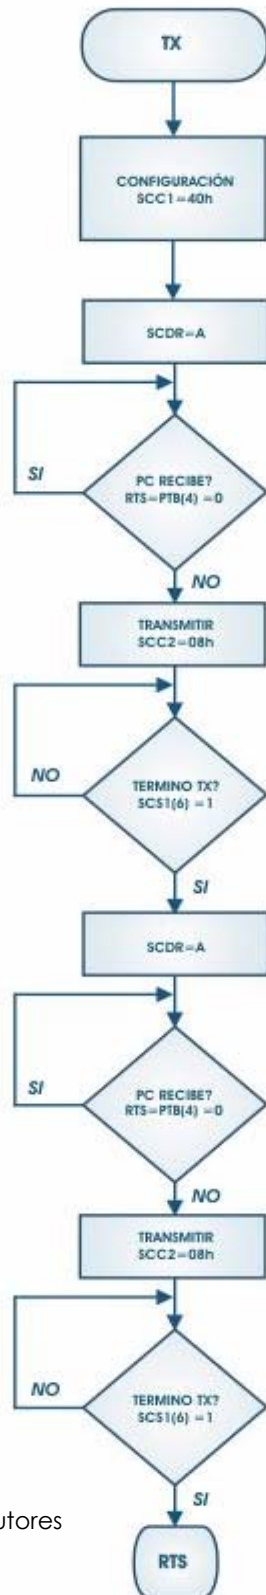 TX
CONFIGURACIÓN
SCC1=40h
SCDR=A
PC RECIBE?
RTS=PTB(4) =0
SI
NO
TRANSMITIR
SCC2=08h
TERMINO TX?
SCS1(6) =1
NO
SI
SCDR=A
PC RECIBE?
RTS=PTB(4) =0
SI
NO
TRANSMITIR
SCC2=08h
TERMINO TX?
SCS1(6) =1
NO
SI
utores
RTS